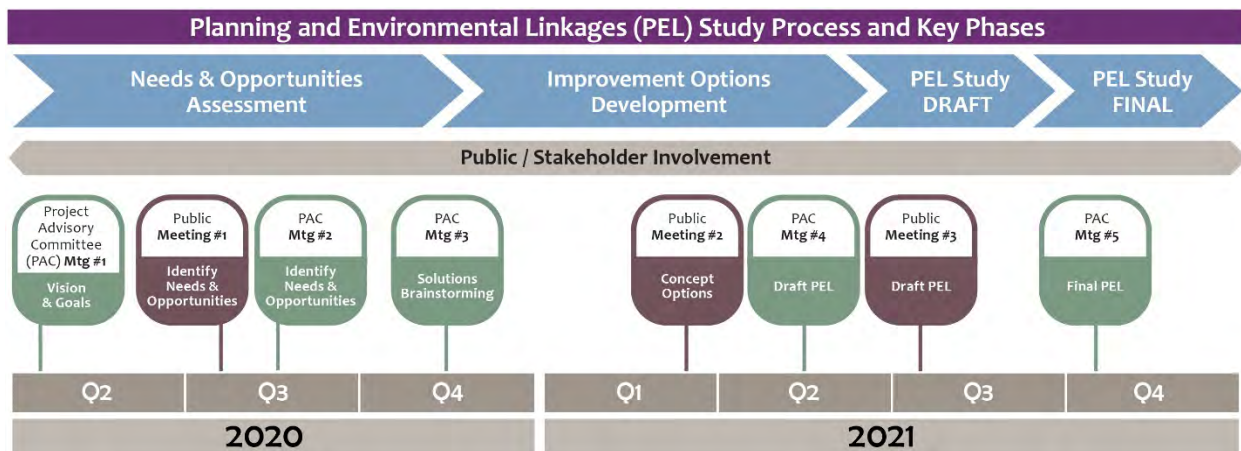 Planning and Environmental Linkages (PEL) Study Process and Key Phases
Needs & Opportunities
Assessment
Improvement Options
Development
PEL Study
DRAFT
PEL Study
FINAL
Public / Stakeholder Involvement
Project
Advisory
Committee
(PAC) Mtg #1
Vision
& Goals
Public
Meeting #1
Identify
Needs &
Opportunities
PAC
Mtg #2
Identify
Needs &
Opportunities
PAC
Mtg #3
Solutions
Brainstorming
Public
Meeting #2
Concept
Options
PAC
Mtg #4
Draft PEL
Public
Meeting #3
Draft PEL
PAC
Mtg #5
Final PEL
Q2
Q3
Q4
Q1
Q2
Q3
Q4
2020
2021